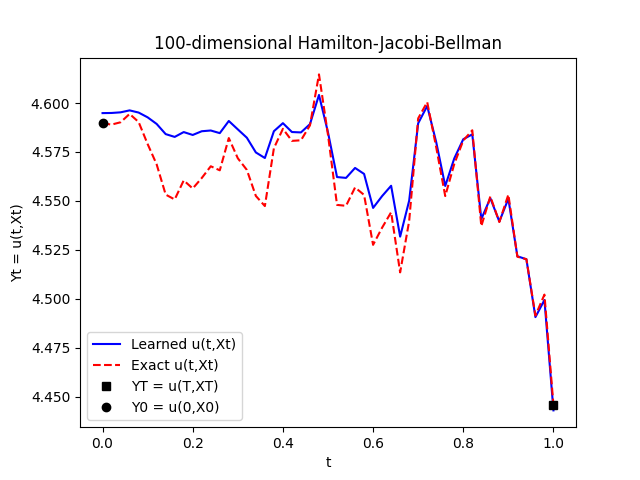 100-dimensional Hamilton-Jacobi-Bellman
Yt = u(t,Xt)
4.600
4.575
4.550
4.525
4.500
4.475
4.450
Learned u(t,Xt)
Exact u(t,Xt)
YT = u(T,XT)
Y0 = u(0,X0)
0.0 0.2 0.4 0.6 0.8 1.0
t